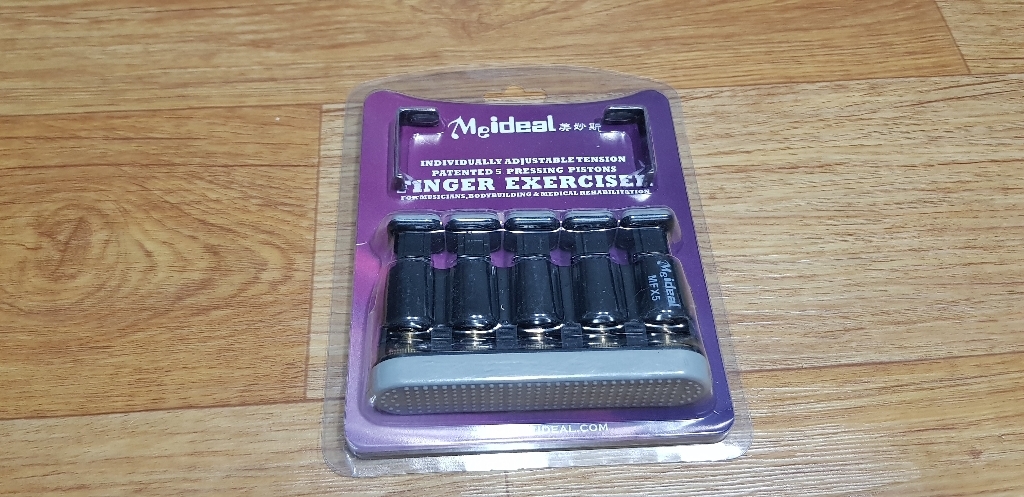 Meideal 美妙斯
INDIVIDUALLY ADJUSTABLE TENSION
PATENTED 5 PRESSING PISTONS
FINGER EXERCISER
FOR MUSICIANS, BODYBUILDING & MEDICAL REHABILITATION
Meideal
MFX5
IDEAL.COM